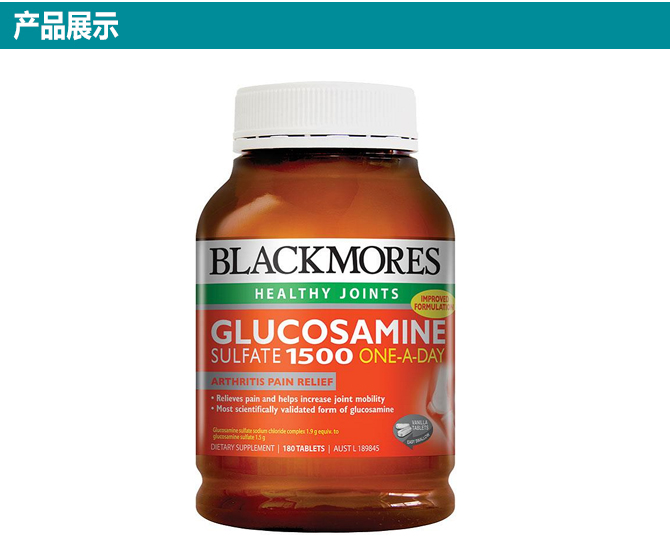 产品展示
BLACKMORES
HEALTHY JOINTS
IMPROVED
FORMULATION
GLUCOSAMINE
SULFATE 1500 ONE-A-DAY
ARTHRITIS PAIN RELIEF
• Relieves pain and helps increase joint mobility
• Most scientifically validated form of glucosamine
Glucosamine sulfate sodium chloride complex 1.9 g equiv. to
glucosamine sulfate 1.5 g
VANILLA
TABLETS
EASY SWALLOW
DIETARY SUPPLEMENT | 180 TABLETS | AUST L 189845